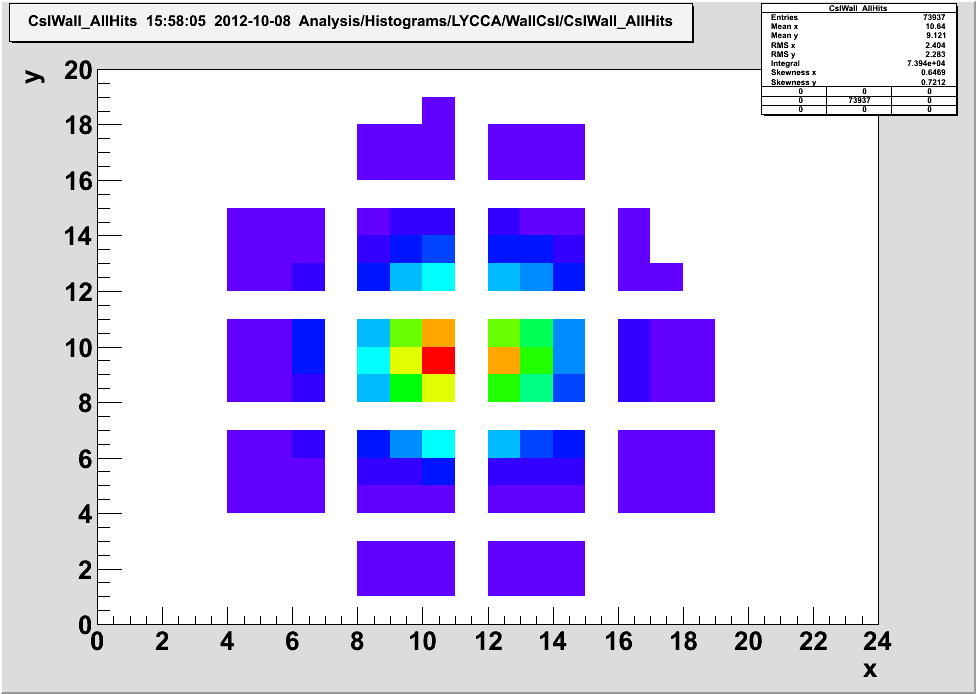 CsIWall_AllHits 15:58:05 2012-10-08 Analysis/Histograms/LYCCA/WallCsI/CsIWall_AllHits
CsIWall_AllHits
Entries 73937
Mean x 10.64
Mean y 9.121
RMS x 2.404
RMS y 2.283
Integral 7.394e+04
Skewness x 0.6469
Skewness y 0.7212
0 0 0
0 73937 0
0 0 0
y
20
18
16
14
12
10
8
6
4
2
0
0 2 4 6 8 10 12 14 16 18 20 22 24
x